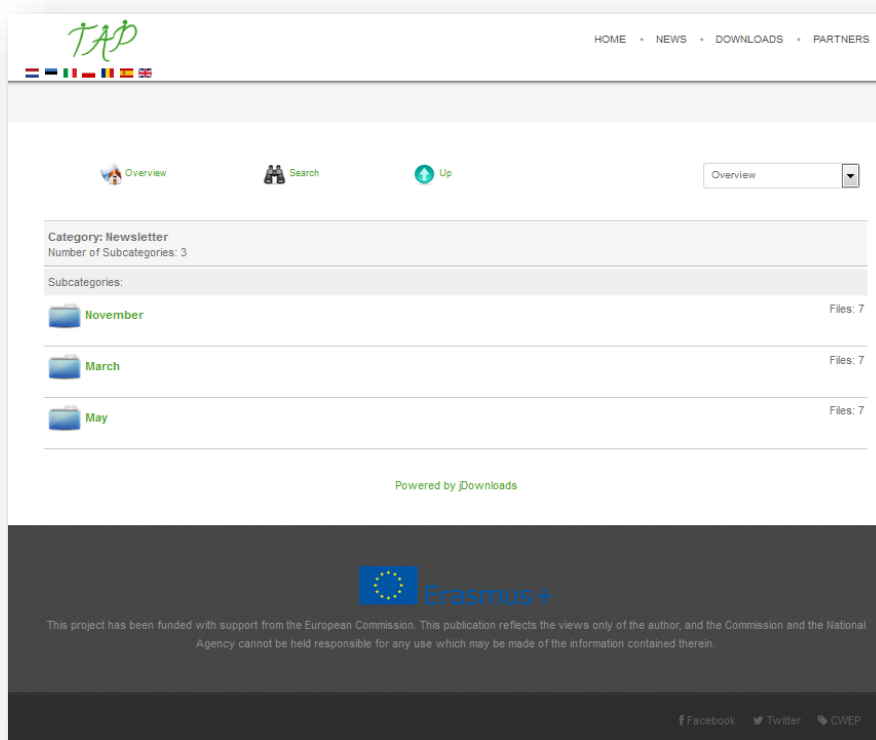 TAP
HOME • NEWS • DOWNLOADS • PARTNERS
Overview Search Up Overview
Category: Newsletter
Number of Subcategories: 3
Subcategories:
November Files: 7
March Files: 7
May Files: 7
Powered by jDownloads
Erasmus+
This project has been funded with support from the European Commission. This publication reflects the views only of the author, and the Commission and the National
Agency cannot be held responsible for any use which may be made of the information contained therein.
Facebook Twitter CWEP